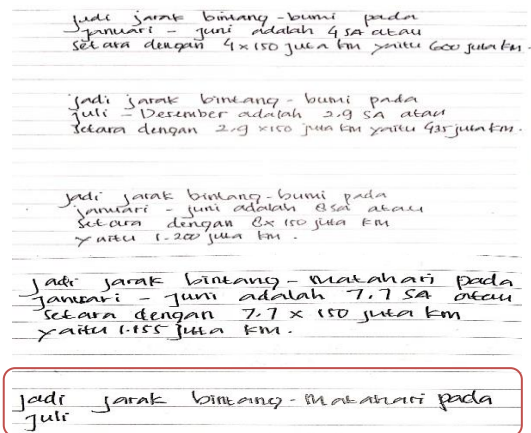 jadi jarak bintang - bumi pada
januari - juni adalah 4 SA atau
setara dengan 4 x 150 juta km yaitu 600 juta km.
jadi jarak bintang - bumi pada
juli - Desember adalah 2.9 SA atau
setara dengan 2.9 x 150 juta km yaitu 435 juta km.
jadi jarak bintang - bumi pada
januari - juni adalah 8 SA atau
setara dengan 8 x 150 juta km
yaitu 1.200 juta km.
jadi jarak bintang - matahari pada
januari - juni adalah 7.7 SA atau
setara dengan 7.7 x 150 juta km
yaitu 1.155 juta km.
jadi jarak bintang - matahari pada
juli